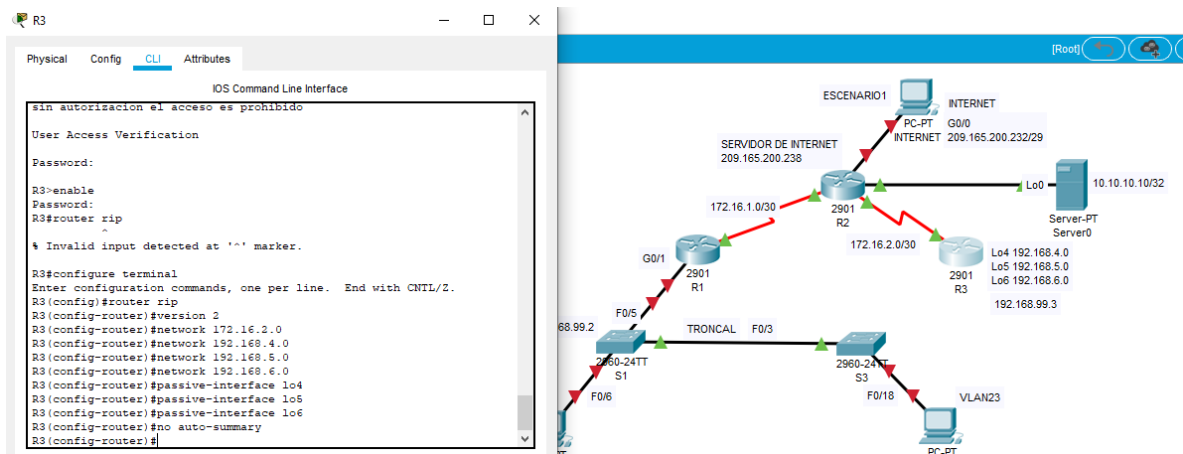 R3
Physical Config CLI Attributes
IOS Command Line Interface
sin autorizacion el acceso es prohibido
User Access Verification
Password:
R3>enable
Password:
R3#router rip
^
% Invalid input detected at '^' marker.
R3#configure terminal
Enter configuration commands, one per line. End with CNTL/Z.
R3(config)#router rip
R3(config-router)#version 2
R3(config-router)#network 172.16.2.0
R3(config-router)#network 192.168.4.0
R3(config-router)#network 192.168.5.0
R3(config-router)#network 192.168.6.0
R3(config-router)#passive-interface lo4
R3(config-router)#passive-interface lo5
R3(config-router)#passive-interface lo6
R3(config-router)#no auto-summary
R3(config-router)#
[Root]
ESCENARIO1
PC-PT
INTERNET
INTERNET
G0/0
209.165.200.232/29
SERVIDOR DE INTERNET
209.165.200.238
2901
R2
Lo0
10.10.10.10/32
Server-PT
Server0
172.16.1.0/30
172.16.2.0/30
2901
R3
Lo4 192.168.4.0
Lo5 192.168.5.0
Lo6 192.168.6.0
192.168.99.3
G0/1
2901
R1
F0/5
68.99.2
TRONCAL F0/3
2960-24TT
S1
2960-24TT
S3
F0/6
F0/18
VLAN23
PC-PT